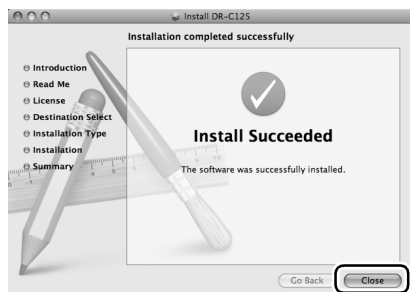 Install DR-C125
Installation completed successfully
Introduction
Read Me
License
Destination Select
Installation Type
Installation
Summary
Install Succeeded
The software was successfully installed.
Go Back
Close